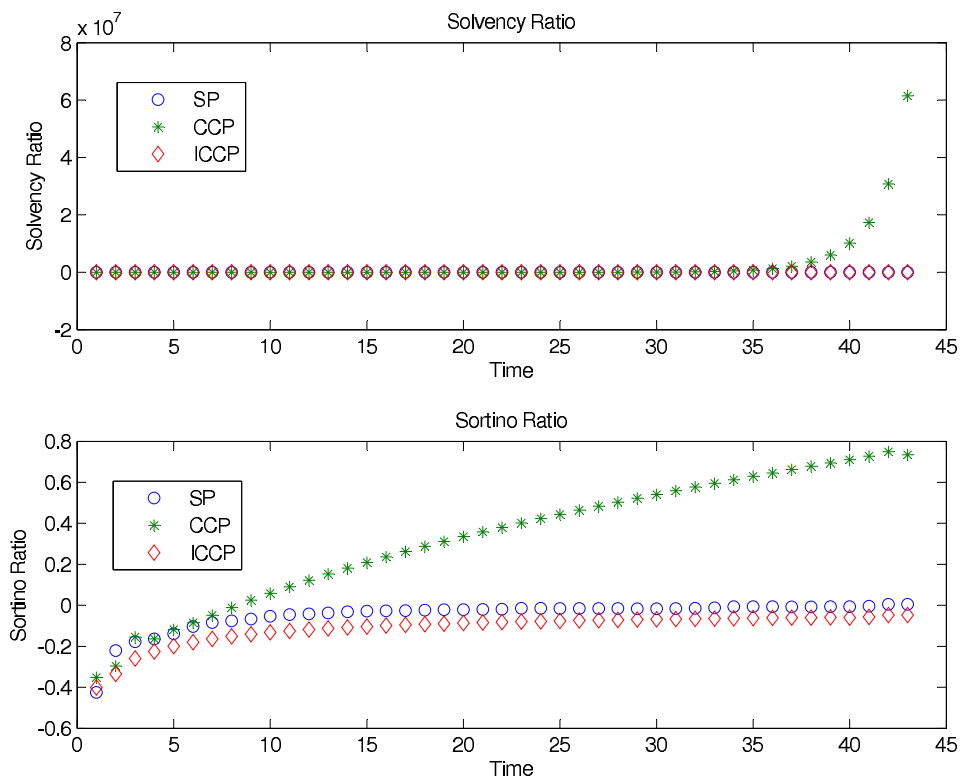 Solvency Ratio
x 10^7
8
6
4
2
0
-2
Solvency Ratio
SP
CCP
ICCP
0 5 10 15 20 25 30 35 40 45
Time
Sortino Ratio
0.8
0.6
0.4
0.2
0
-0.2
-0.4
-0.6
Sortino Ratio
SP
CCP
ICCP
0 5 10 15 20 25 30 35 40 45
Time